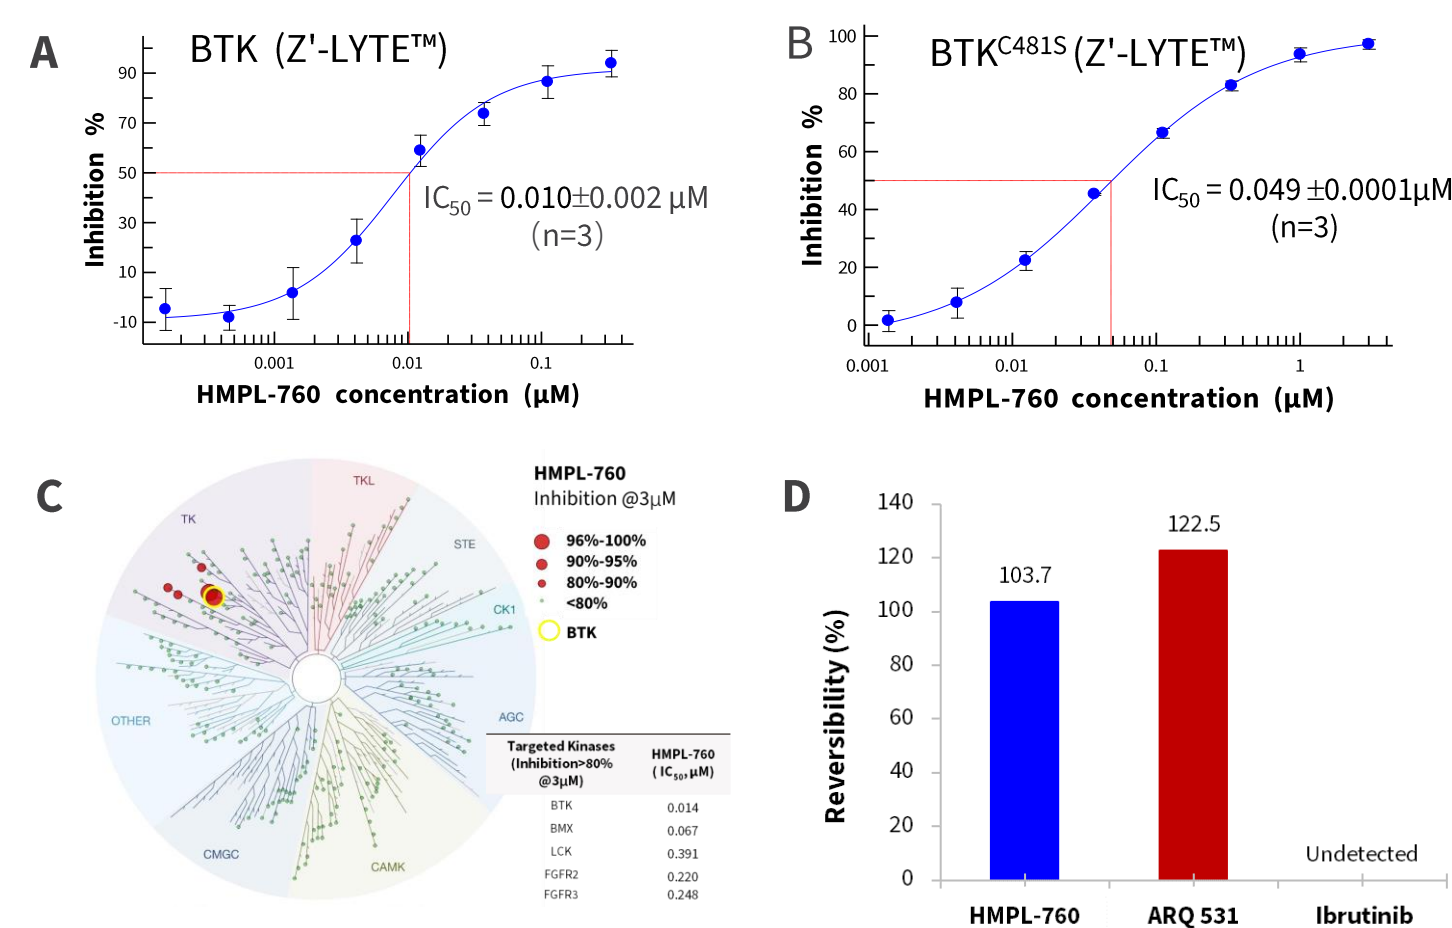 A
BTK (Z'-LYTE™)
Inhibition %
90
70
50
30
10
-10
IC50 = 0.010±0.002 μM
(n=3)
0.001
0.01
0.1
HMPL-760 concentration (μM)
B
BTKC481S (Z'-LYTE™)
Inhibition %
100
80
60
40
20
0
IC50 = 0.049 ±0.0001μM
(n=3)
0.001
0.01
0.1
1
HMPL-760 concentration (μM)
C
TKL
TK
STE
CK1
AGC
OTHER
CMGC
CAMK
HMPL-760
Inhibition @3μM
96%-100%
90%-95%
80%-90%
<80%
BTK
Targeted Kinases
(Inhibition>80%
@3μM)
HMPL-760
( IC50, μM)
BTK 0.014
BMX 0.067
LCK 0.391
FGFR2 0.220
FGFR3 0.248
D
Reversibility (%)
140
120
100
80
60
40
20
0
103.7
122.5
Undetected
HMPL-760
ARQ 531
Ibrutinib